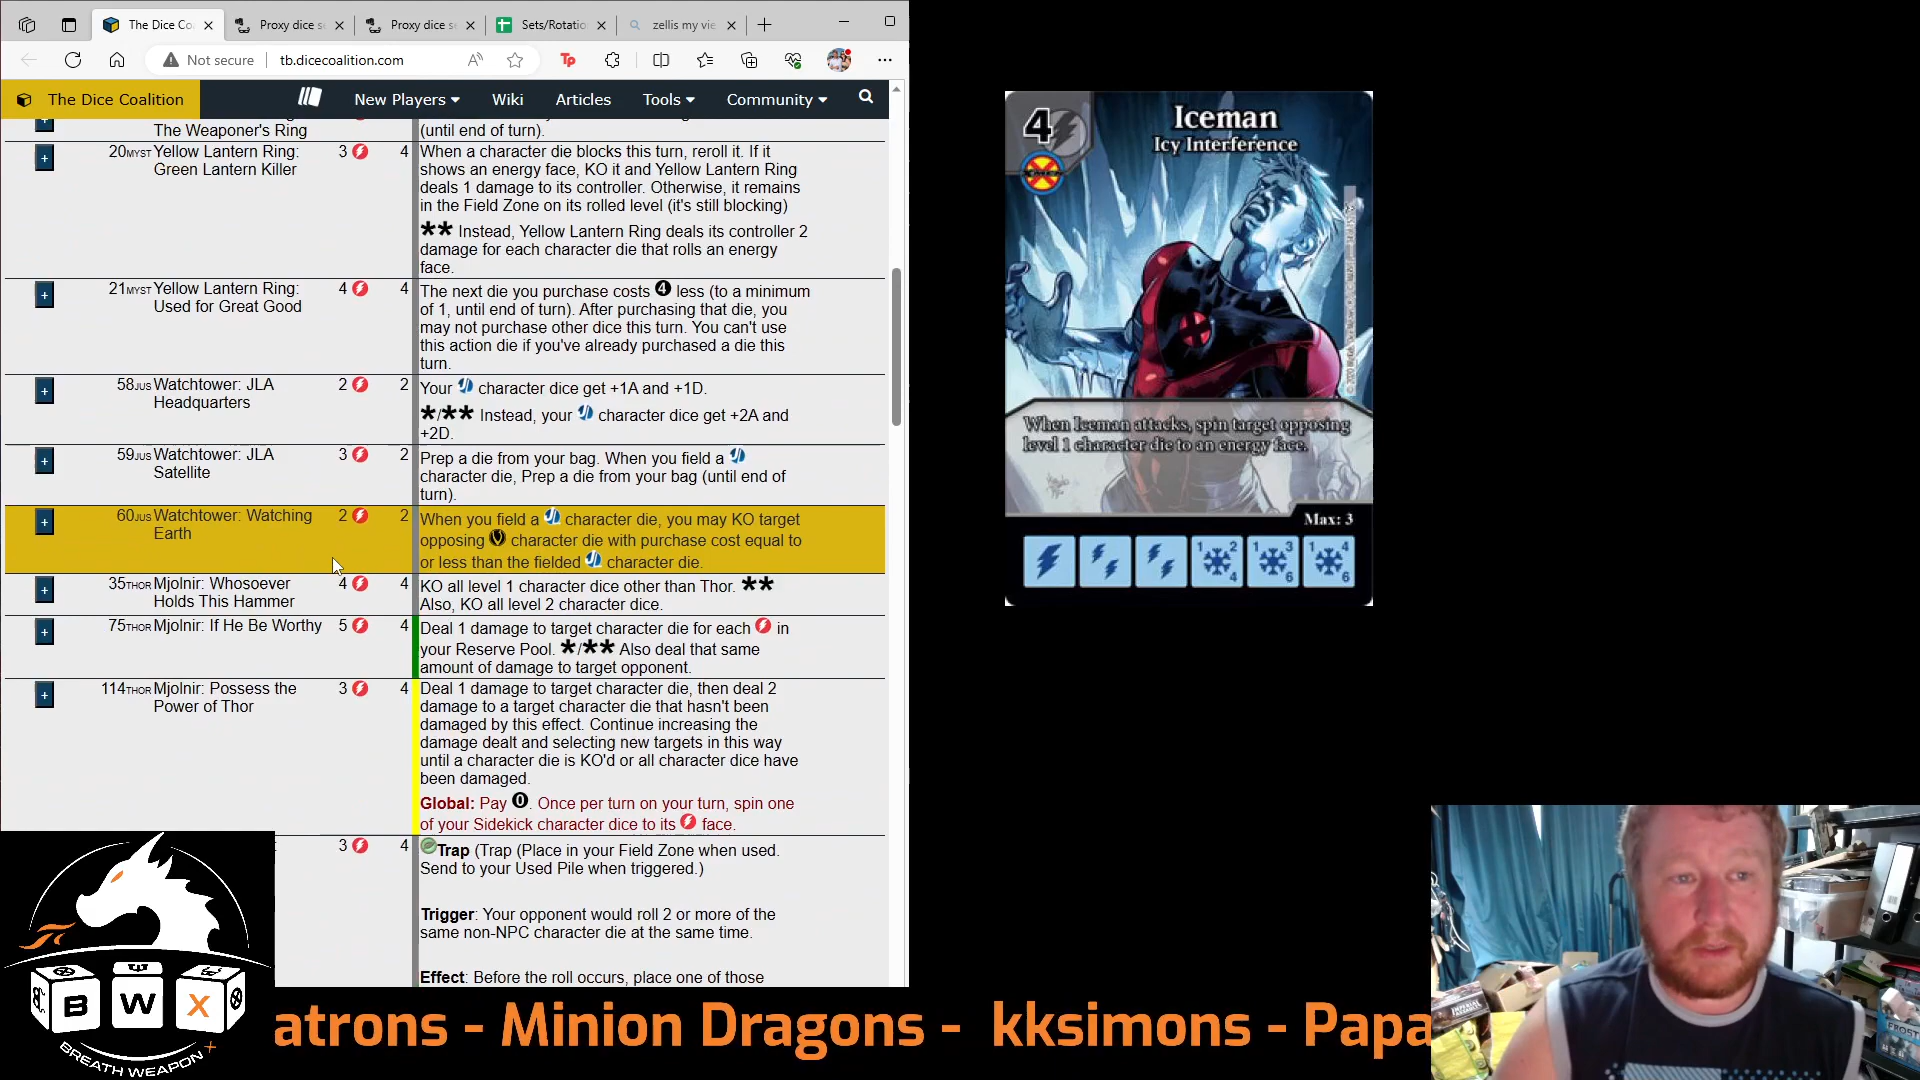 The Dice Co
Proxy dice s
Proxy dice s
Sets/Rotatio
zellis my vie
Not secure
tb.dicecoalition.com
The Dice Coalition
New Players
Wiki
Articles
Tools
Community
The Weaponer's Ring
(until end of turn).
20MYST Yellow Lantern Ring: 3 4 When a character die blocks this turn, reroll it. If it
Green Lantern Killer shows an energy face, KO it and Yellow Lantern Ring
deals 1 damage to its controller. Otherwise, it remains
in the Field Zone on its rolled level (it's still blocking)
** Instead, Yellow Lantern Ring deals its controller 2
damage for each character die that rolls an energy
face.
21MYST Yellow Lantern Ring: 4 4 The next die you purchase costs 4 less (to a minimum
Used for Great Good of 1, until end of turn). After purchasing that die, you
may not purchase other dice this turn. You can't use
this action die if you've already purchased a die this
turn.
58JUS Watchtower: JLA 2 2 Your character dice get +1A and +1D.
Headquarters
*/** Instead, your character dice get +2A and
+2D.
59JUS Watchtower: JLA 3 2 Prep a die from your bag. When you field a
Satellite character die, Prep a die from your bag (until end of
turn).
60JUS Watchtower: Watching 2 2 When you field a character die, you may KO target
Earth opposing character die with purchase cost equal to
or less than the fielded character die.
35THOR Mjolnir: Whosoever 4 4 KO all level 1 character dice other than Thor. **
Holds This Hammer Also, KO all level 2 character dice.
75THOR Mjolnir: If He Be Worthy 5 4 Deal 1 damage to target character die for each in
your Reserve Pool. */** Also deal that same
amount of damage to target opponent.
114THOR Mjolnir: Possess the 3 4 Deal 1 damage to target character die, then deal 2
Power of Thor damage to a target character die that hasn't been
damaged by this effect. Continue increasing the
damage dealt and selecting new targets in this way
until a character die is KO'd or all character dice have
been damaged.
Global: Pay 0. Once per turn on your turn, spin one
of your Sidekick character dice to its face.
3 4 Trap (Trap (Place in your Field Zone when used.
Send to your Used Pile when triggered.)
Trigger: Your opponent would roll 2 or more of the
same non-NPC character die at the same time.
Effect: Before the roll occurs, place one of those
4
Iceman
Icy Interference
X-MEN
When Iceman attacks, spin target opposing
level 1 character die to an energy face.
Max: 3
1 2 4
1 3 6
1 4 6
B W X
BREATH WEAPON X
atrons - Minion Dragons - kksimons - Papa